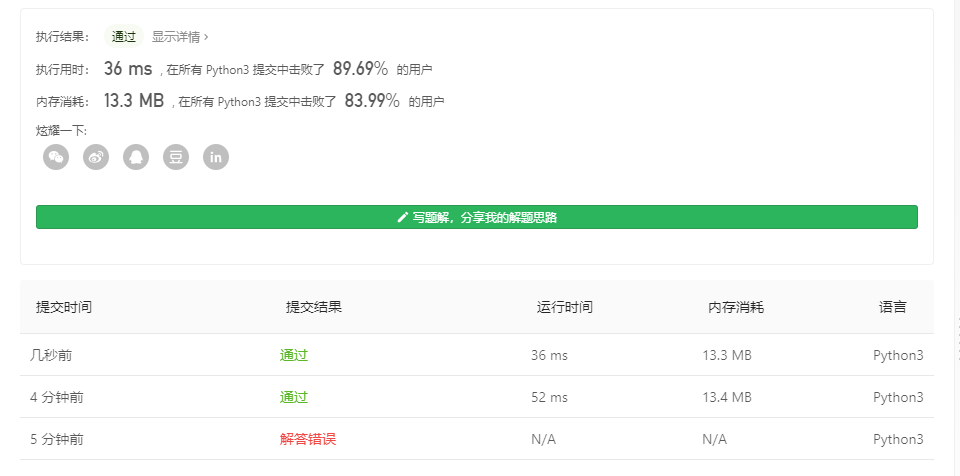 执行结果： 通过 显示详情 ›
执行用时： 36 ms , 在所有 Python3 提交中击败了 89.69% 的用户
内存消耗： 13.3 MB , 在所有 Python3 提交中击败了 83.99% 的用户
炫耀一下:
豆 in
写题解，分享我的解题思路
提交时间 提交结果 运行时间 内存消耗 语言
几秒前 通过 36 ms 13.3 MB Python3
4 分钟前 通过 52 ms 13.4 MB Python3
5 分钟前 解答错误 N/A N/A Python3